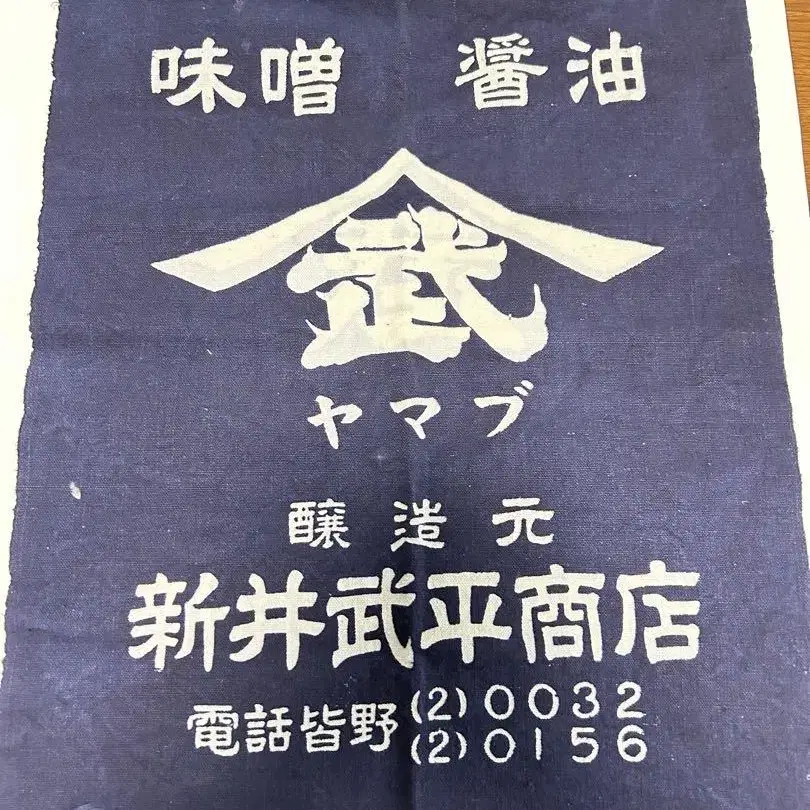 味噌 醤油
武
ヤマブ
醸造元
新井武平商店
電話皆野(2)0032
(2)0156